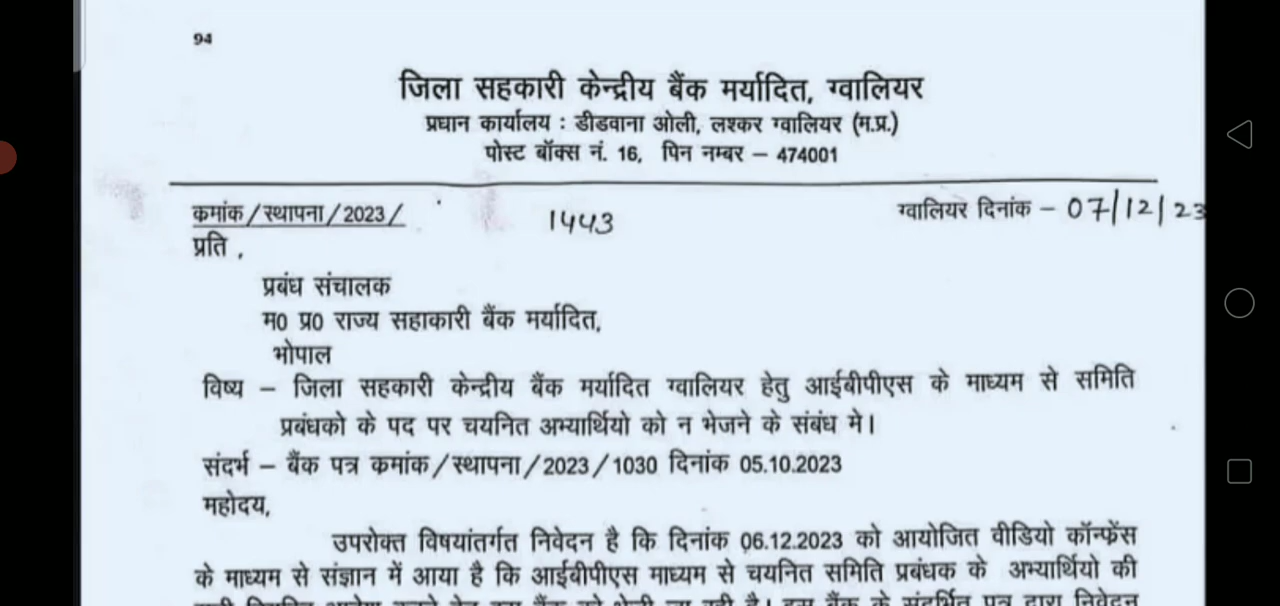 94
जिला सहकारी केन्द्रीय बैंक मर्यादित, ग्वालियर
प्रधान कार्यालय : डीडवाना ओली, लश्कर ग्वालियर (म.प्र.)
पोस्ट बॉक्स नं. 16, पिन नम्बर – 474001
क्रमांक/स्थापना/2023/ 1443 ग्वालियर दिनांक – 07/12/23
प्रति ,
प्रबंध संचालक
म0 प्र0 राज्य सहाकारी बैंक मर्यादित,
भोपाल
विष्य – जिला सहकारी केन्द्रीय बैंक मर्यादित ग्वालियर हेतु आईबीपीएस के माध्यम से समिति
प्रबंधको के पद पर चयनित अभ्यार्थियो को न भेजने के संबंध मे।
संदर्भ – बैंक पत्र क्रमांक/स्थापना/2023/1030 दिनांक 05.10.2023
महोदय,
उपरोक्त विषयांतर्गत निवेदन है कि दिनांक 06.12.2023 को आयोजित वीडियो कॉन्फ्रेंस
के माध्यम से संज्ञान में आया है कि आईबीपीएस माध्यम से चयनित समिति प्रबंधक के अभ्यार्थियो की